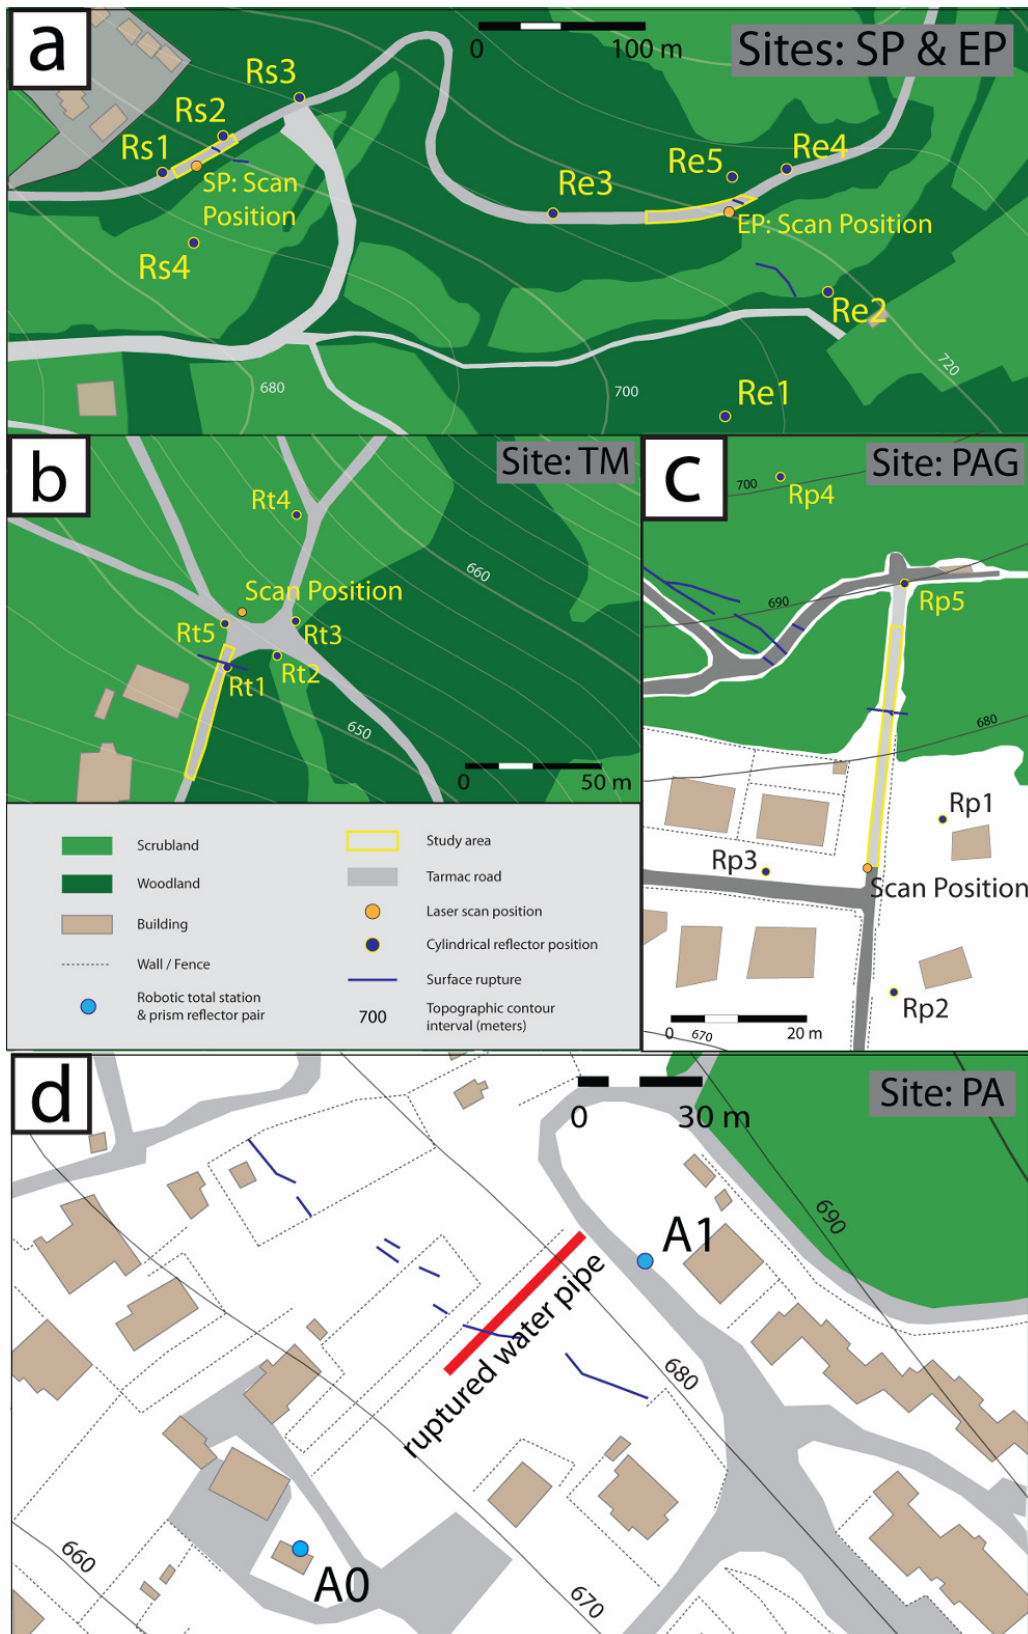 a
0
100 m
Sites: SP & EP
Rs3
Rs2
Rs1
SP: Scan
Position
Rs4
Re5
Re4
Re3
EP: Scan Position
Re2
Re1
680
700
720
b
Site: TM
Rt4
660
Scan Position
Rt5
Rt3
Rt1
Rt2
650
0
50 m
c
Site: PAG
700
Rp4
690
Rp5
680
Rp1
Rp3
Scan Position
Rp2
0
670
20 m
Scrubland
Woodland
Building
Wall / Fence
Robotic total station
& prism reflector pair
Study area
Tarmac road
Laser scan position
Cylindrical reflector position
Surface rupture
700
Topographic contour
interval (meters)
d
0
30 m
Site: PA
690
A1
ruptured water pipe
680
660
A0
670